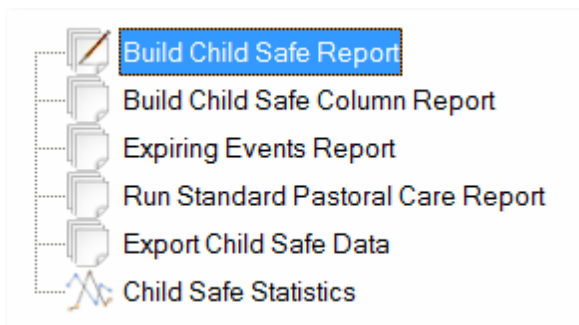 Build Child Safe Report
Build Child Safe Column Report
Expiring Events Report
Run Standard Pastoral Care Report
Export Child Safe Data
Child Safe Statistics